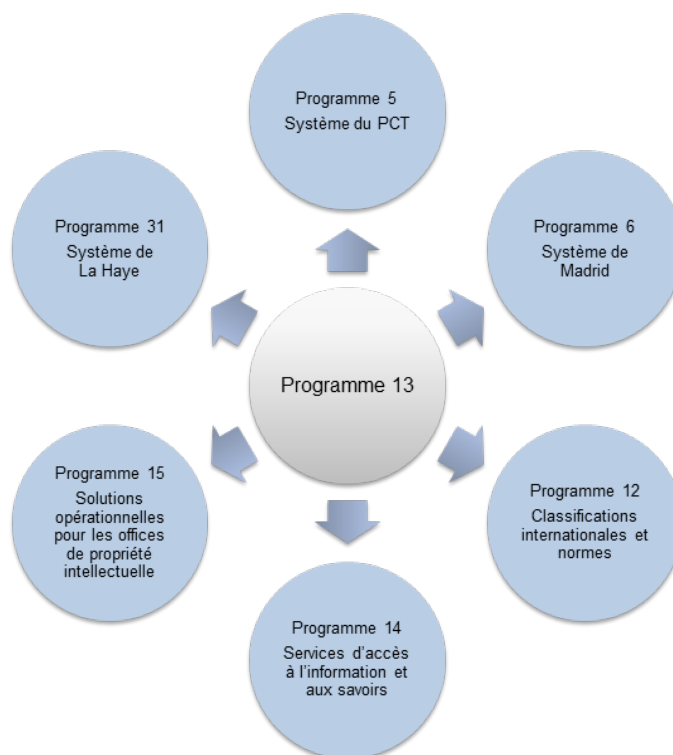 Programme 5
Système du PCT
Programme 31
Système de
La Haye
Programme 6
Système de
Madrid
Programme 13
Programme 15
Solutions
opérationnelles
pour les offices
de propriété
intellectuelle
Programme 12
Classifications
internationales et
normes
Programme 14
Services d'accès
à l'information et
aux savoirs